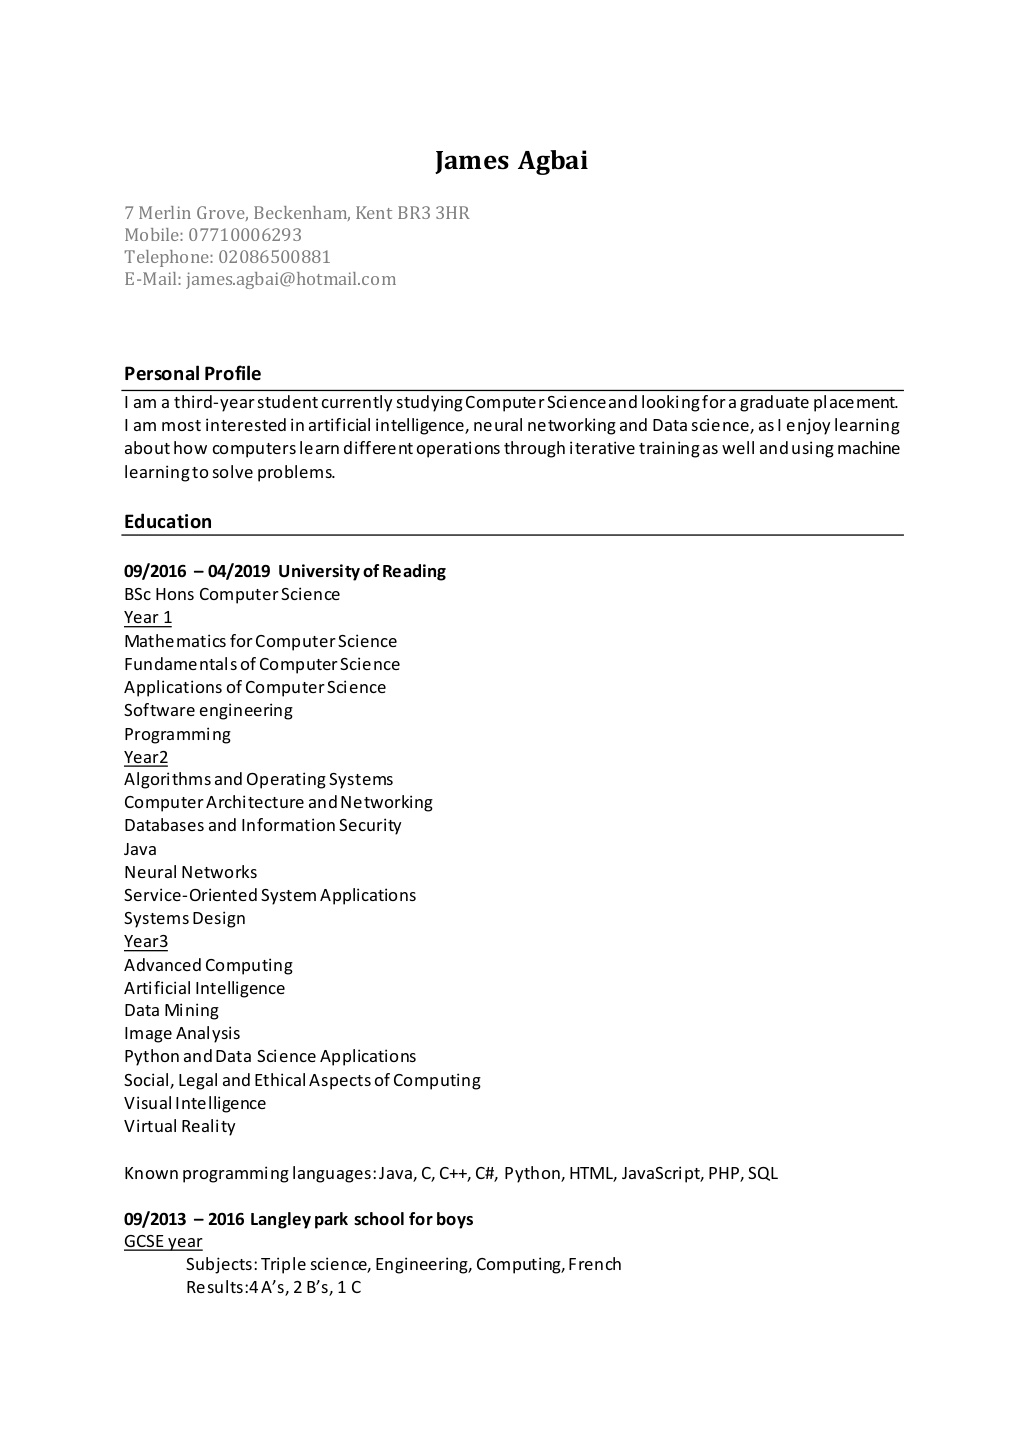 James Agbai
7 Merlin Grove, Beckenham, Kent BR3 3HR
Mobile: 07710006293
Telephone: 02086500881
E-Mail: james.agbai@hotmail.com
Personal Profile
I am a third-year student currently studying Computer Science and looking for a graduate placement.
I am most interested in artificial intelligence, neural networking and Data science, as I enjoy learning
about how computers learn different operations through iterative training as well and using machine
learning to solve problems.
Education
09/2016 – 04/2019 University of Reading
BSc Hons Computer Science
Year 1
Mathematics for Computer Science
Fundamentals of Computer Science
Applications of Computer Science
Software engineering
Programming
Year2
Algorithms and Operating Systems
Computer Architecture and Networking
Databases and Information Security
Java
Neural Networks
Service-Oriented System Applications
Systems Design
Year3
Advanced Computing
Artificial Intelligence
Data Mining
Image Analysis
Python and Data Science Applications
Social, Legal and Ethical Aspects of Computing
Visual Intelligence
Virtual Reality
Known programming languages: Java, C, C++, C#, Python, HTML, JavaScript, PHP, SQL
09/2013 – 2016 Langley park school for boys
GCSE year
Subjects: Triple science, Engineering, Computing, French
Results:4 A’s, 2 B’s, 1 C